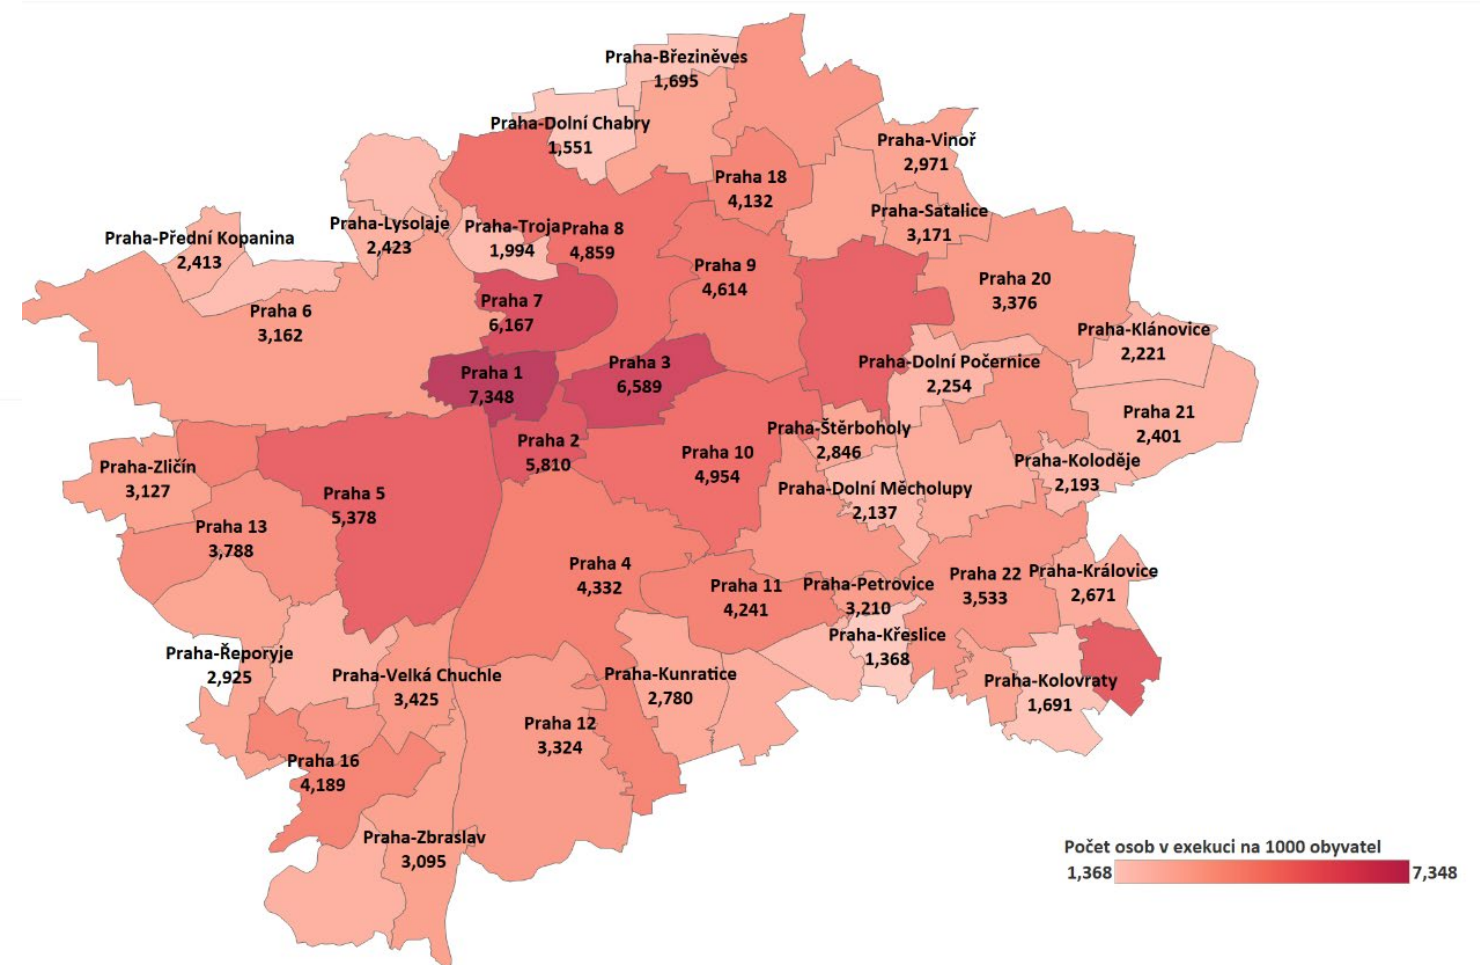 Praha-Březiněves
1,695
Praha-Dolní Chabry
1,551
Praha-Vinoř
2,971
Praha 18
4,132
Praha-Satalice
3,171
Praha-Lysolaje
2,423
Praha-Troja
1,994
Praha 8
4,859
Praha-Přední Kopanina
2,413
Praha 9
4,614
Praha 20
3,376
Praha 7
6,167
Praha 6
3,162
Praha-Klánovice
2,221
Praha 3
6,589
Praha-Dolní Počernice
2,254
Praha 1
7,348
Praha 21
2,401
Praha-Štěrboholy
2,846
Praha 2
5,810
Praha 10
4,954
Praha-Koloděje
2,193
Praha-Zličín
3,127
Praha-Dolní Měcholupy
2,137
Praha 5
5,378
Praha 13
3,788
Praha 4
4,332
Praha 22
3,533
Praha-Královice
2,671
Praha 11
4,241
Praha-Petrovice
3,210
Praha-Křeslice
1,368
Praha-Řeporyje
2,925
Praha-Velká Chuchle
3,425
Praha-Kunratice
2,780
Praha-Kolovraty
1,691
Praha 12
3,324
Praha 16
4,189
Praha-Zbraslav
3,095
Počet osob v exekuci na 1000 obyvatel
1,368 7,348